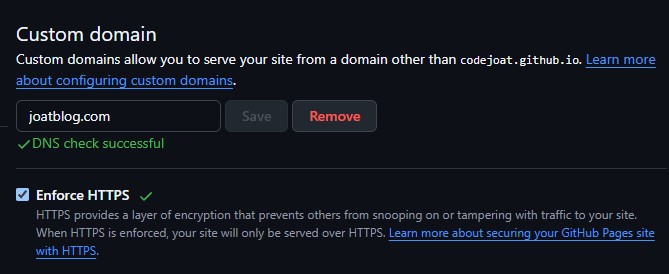 Custom domain
Custom domains allow you to serve your site from a domain other than codejoat.github.io. Learn more
about configuring custom domains.
joatblog.com Save Remove
DNS check successful
Enforce HTTPS
HTTPS provides a layer of encryption that prevents others from snooping on or tampering with traffic to your site.
When HTTPS is enforced, your site will only be served over HTTPS. Learn more about securing your GitHub Pages site
with HTTPS.